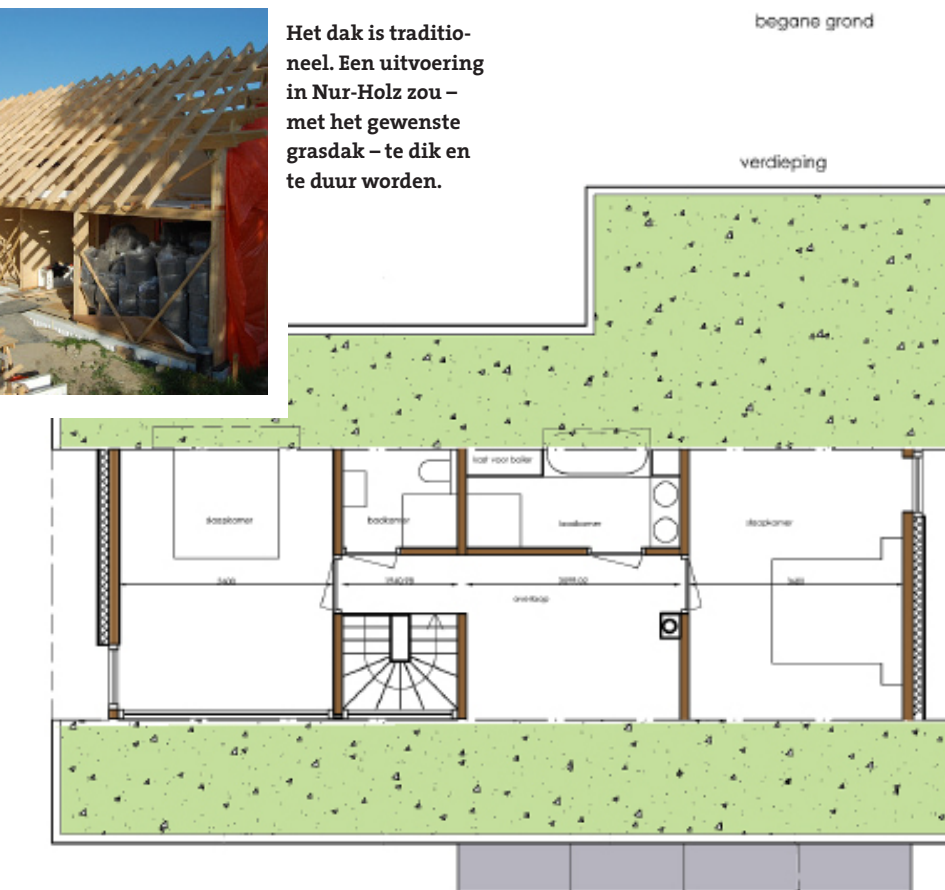 Het dak is traditio-
neel. Een uitvoering
in Nur-Holz zou –
met het gewenste
grasdak – te dik en
te duur worden.
begane grond
verdieping
kast voor boiler
slaapkamer
badkamer
badkamer
slaapkamer
overloop